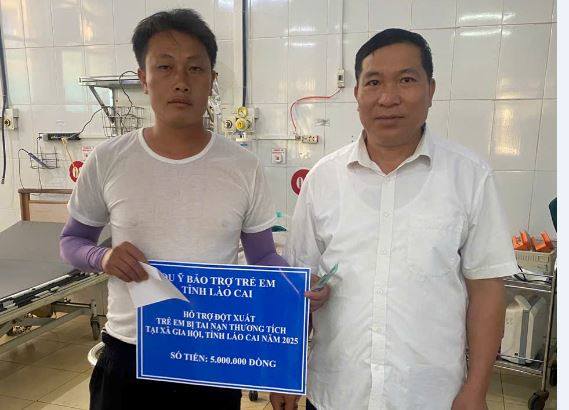 QUỸ BẢO TRỢ TRẺ EM
TỈNH LÀO CAI
HỖ TRỢ ĐỘT XUẤT
TRẺ EM BỊ TAI NẠN THƯƠNG TÍCH
TẠI XÃ GIA HỘI, TỈNH LÀO CAI NĂM 2025
SỐ TIỀN: 5.000.000 ĐỒNG